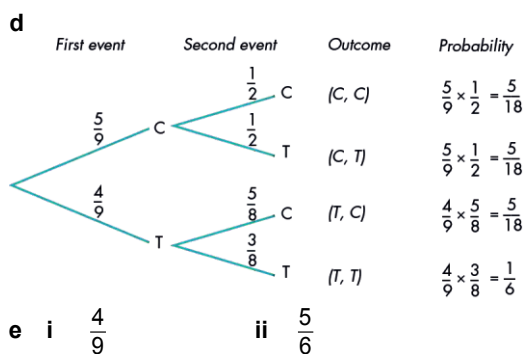 d
First event Second event Outcome Probability
1/2 C (C, C) 5/9 × 1/2 = 5/18
5/9 C
1/2 T (C, T) 5/9 × 1/2 = 5/18
4/9 T
5/8 C (T, C) 4/9 × 5/8 = 5/18
3/8 T (T, T) 4/9 × 3/8 = 1/6
e i 4/9 ii 5/6